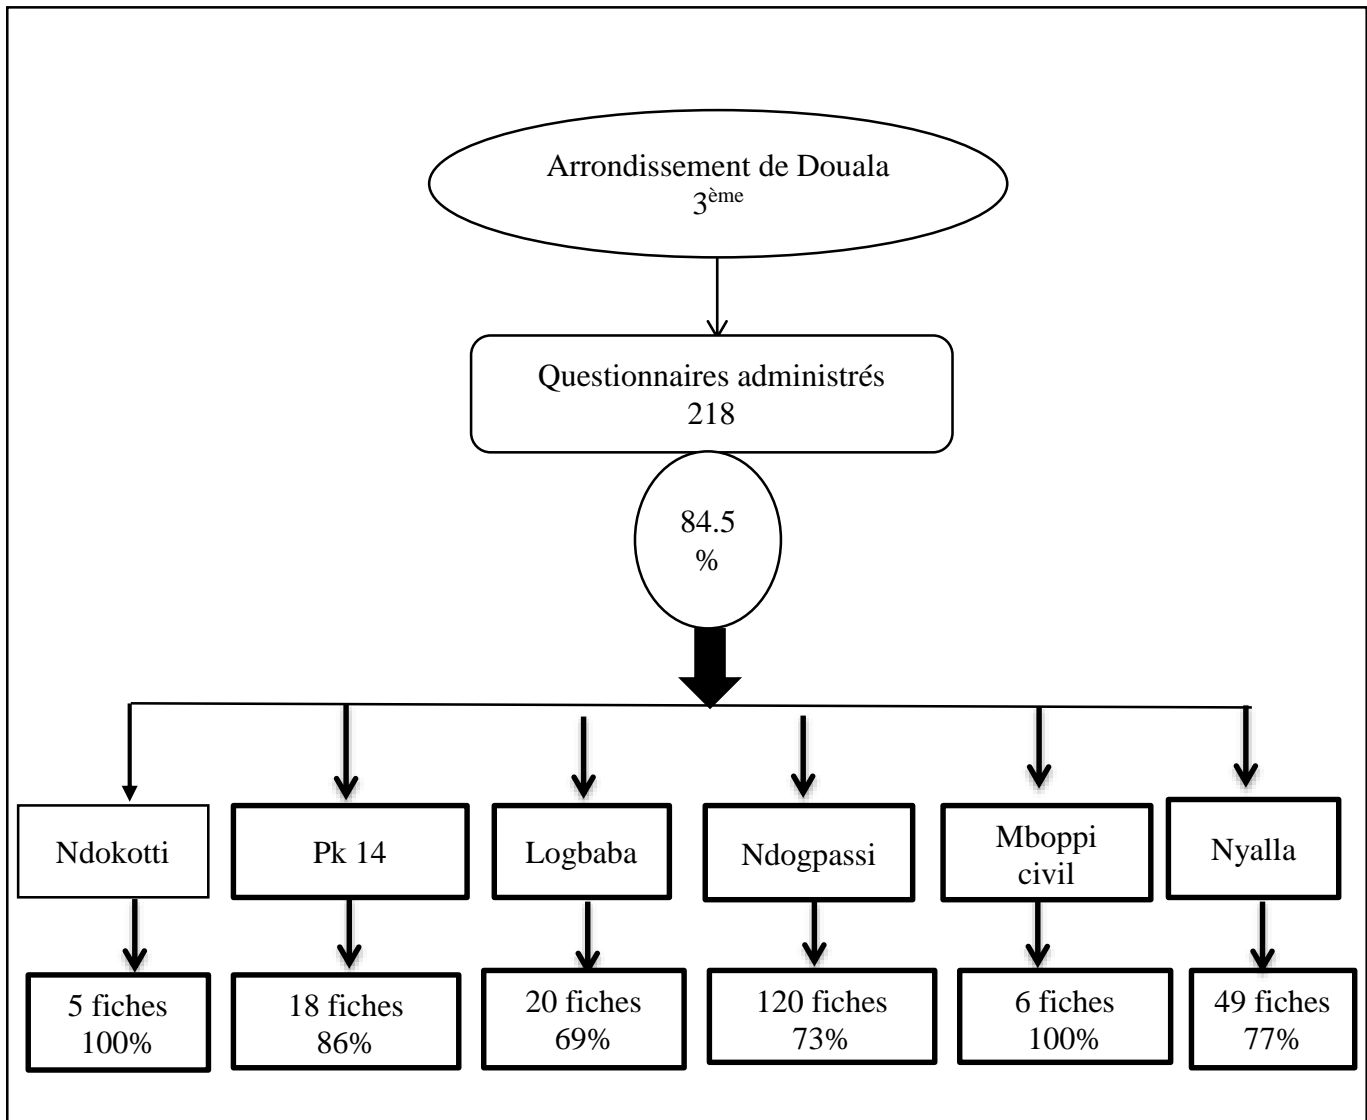 Arrondissement de Douala
3ème
Questionnaires administrés
218
84.5
%
Ndokotti
Pk 14
Logbaba
Ndogpassi
Mboppi
civil
Nyalla
5 fiches
100%
18 fiches
86%
20 fiches
69%
120 fiches
73%
6 fiches
100%
49 fiches
77%